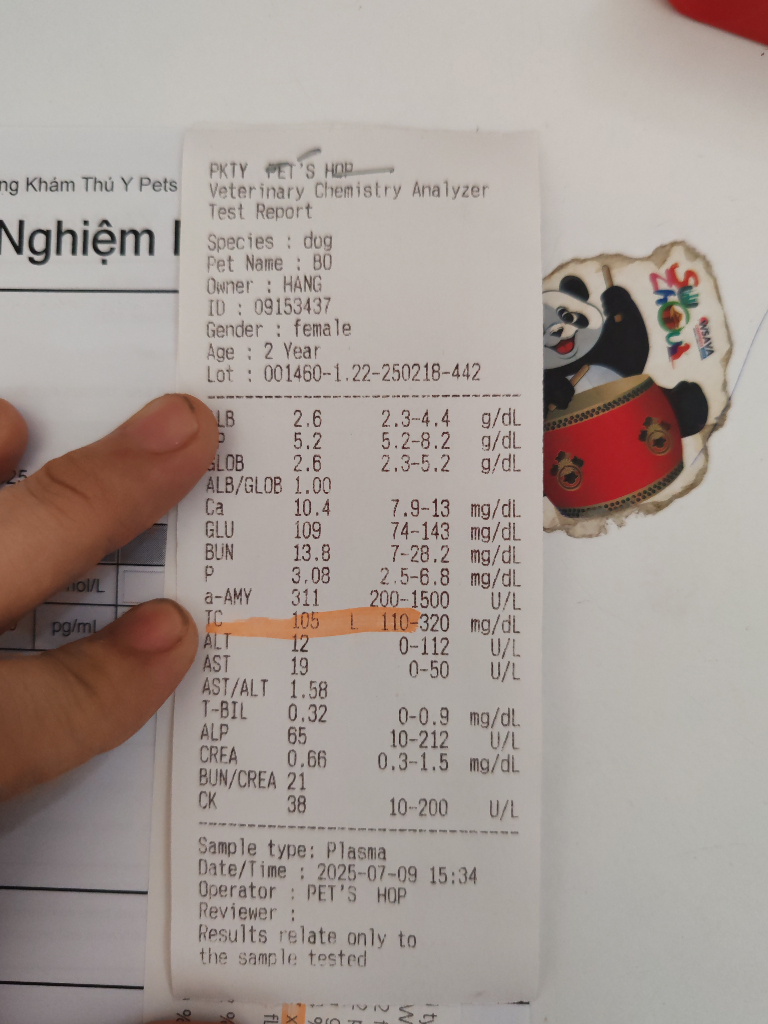 ng Khám Thú Y Pets
Nghiệm
25
mol/L
pg/ml
PKTY PET'S HOP
Veterinary Chemistry Analyzer
Test Report
Species : dog
Pet Name : BO
Owner : HANG
ID : 09153437
Gender : female
Age : 2 Year
Lot : 001460-1.22-250218-442
LB 2.6 2.3-4.4 g/dL
P 5.2 5.2-8.2 g/dL
GLOB 2.6 2.3-5.2 g/dL
ALB/GLOB 1.00
Ca 10.4 7.9-13 mg/dL
GLU 109 74-143 mg/dL
BUN 13.8 7-28.2 mg/dL
P 3.08 2.5-6.8 mg/dL
a-AMY 311 200-1500 U/L
TC 105 L 110-320 mg/dL
ALT 12 0-112 U/L
AST 19 0-50 U/L
AST/ALT 1.58
T-BIL 0.32 0-0.9 mg/dL
ALP 65 10-212 U/L
CREA 0.66 0.3-1.5 mg/dL
BUN/CREA 21
CK 38 10-200 U/L
Sample type: Plasma
Date/Time : 2025-07-09 15:34
Operator : PET'S HOP
Reviewer :
Results relate only to
the sample tested
SUZHOU
WSAVA